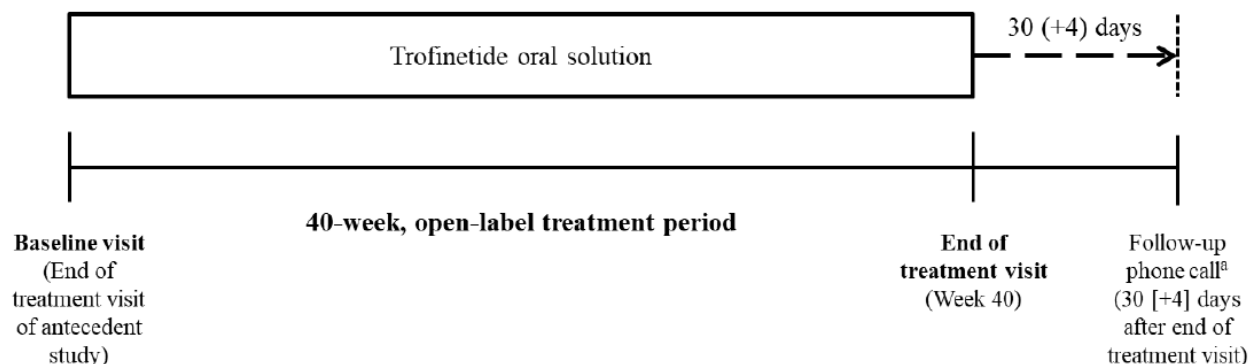 30 (+4) days
Trofinetide oral solution
40-week, open-label treatment period
Baseline visit
(End of
treatment visit
of antecedent
study)
End of
treatment visit
(Week 40)
Follow-up
phone callª
(30 [+4] days
after end of
treatment visit)